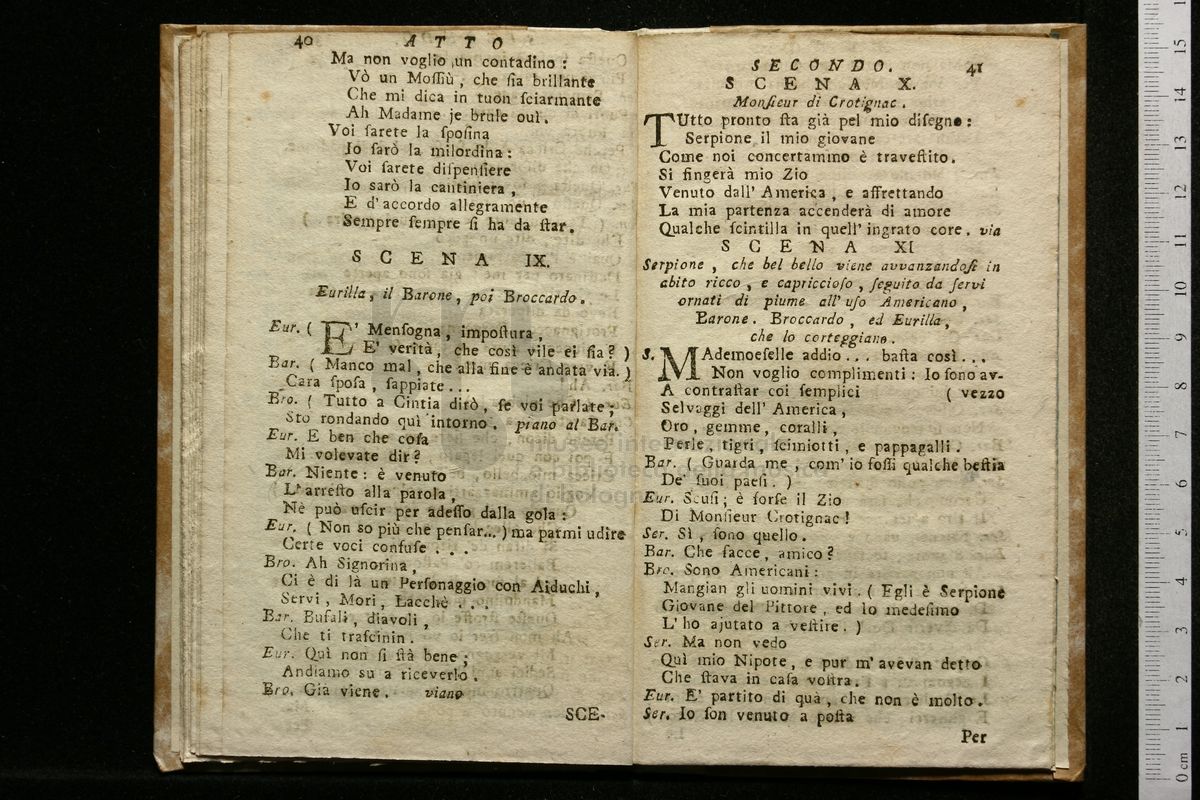 40 ATTO
Ma non voglio un contadino :
Vò un Moſſiù , che ſia brillante
Che mi dica in tuon ſciarmante
Ah Madame je brule oui .
Voi ſarete la ſpoſina
Io ſarò la milordina :
Voi ſarete diſpenſiere
Io sarò la cantiniera ,
E d' accordo allegramente
Sempre ſempre ſi ha da ſtar .
SCENA IX.
Eurilla , il Barone , poi Broccardo .
Eur. ( E' Menſogna , impoſtura ,
E' verità , che così vile ei ſia ? )
Bar. ( Manco mal , che alla fine è andata via . )
Cara ſpoſa , ſappiate ...
Bro. ( Tutto a Cintia dirò , ſe voi parlate ;
Sto rondando quì intorno . piano al Bar.
Eur. E ben che coſa
Mi volevate dir ?
Bar. Niente : è venuto
( L' arreſto alla parola ,
Nè può uſcir per adeſſo dalla gola :
Eur. ( Non so più che penſar... ) ma parmi udire
Certe voci confuſe . . .
Bro. Ah Signorina ,
Ci è di là un Perſonaggio con Aiduchi ,
Servi , Mori , Lacchè . . . .
Bar. Bufali , diavoli ,
Che ti traſcinin .
Eur. Quì non ſi ſtà bene ;
Andiamo su a riceverlo .
Bro. Gia viene . viano
SCE-
SECONDO. 41
SCENA X.
Monſieur di Crotignac .
TUtto pronto ſta già pel mio diſegno :
Serpione il mio giovane
Come noi concertammo è traveſtito .
Si fingerà mio Zio
Venuto dall' America , e affrettando
La mia partenza accenderà di amore
Qualche ſcintilla in quell' ingrato core . via
SCENA XI
Serpione , che bel bello viene avvanzandoſi in
abito ricco , e capriccioſo , ſeguito da ſervi
ornati di piume all' uſo Americano ,
Barone . Broccardo , ed Eurilla ,
che lo corteggiano .
S. MAdemoeſelle addio ... baſta così ...
Non voglio complimenti : Io ſono av-
A contraſtar coi ſemplici ( vezzo
Selvaggi dell' America ,
Oro , gemme , coralli ,
Perle , tigri , ſcimiotti , e pappagalli .
Bar. ( Guarda me , com' io foſſi qualche beſtia
De' ſuoi paeſi . )
Eur. Scuſi ; è forſe il Zio
Di Monſieur Crotignac !
Ser. Sì , ſono quello .
Bar. Che facce , amico ?
Bro. Sono Americani :
Mangian gli uomini vivi . ( Egli è Serpione
Giovane del Pittore , ed Io medeſimo
L' ho ajutato a veſtire . )
Ser. Ma non vedo
Quì mio Nipote , e pur m' avevan detto
Che ſtava in caſa voſtra .
Eur. E' partito di quà , che non è molto .
Ser. Io ſon venuto a poſta
Per